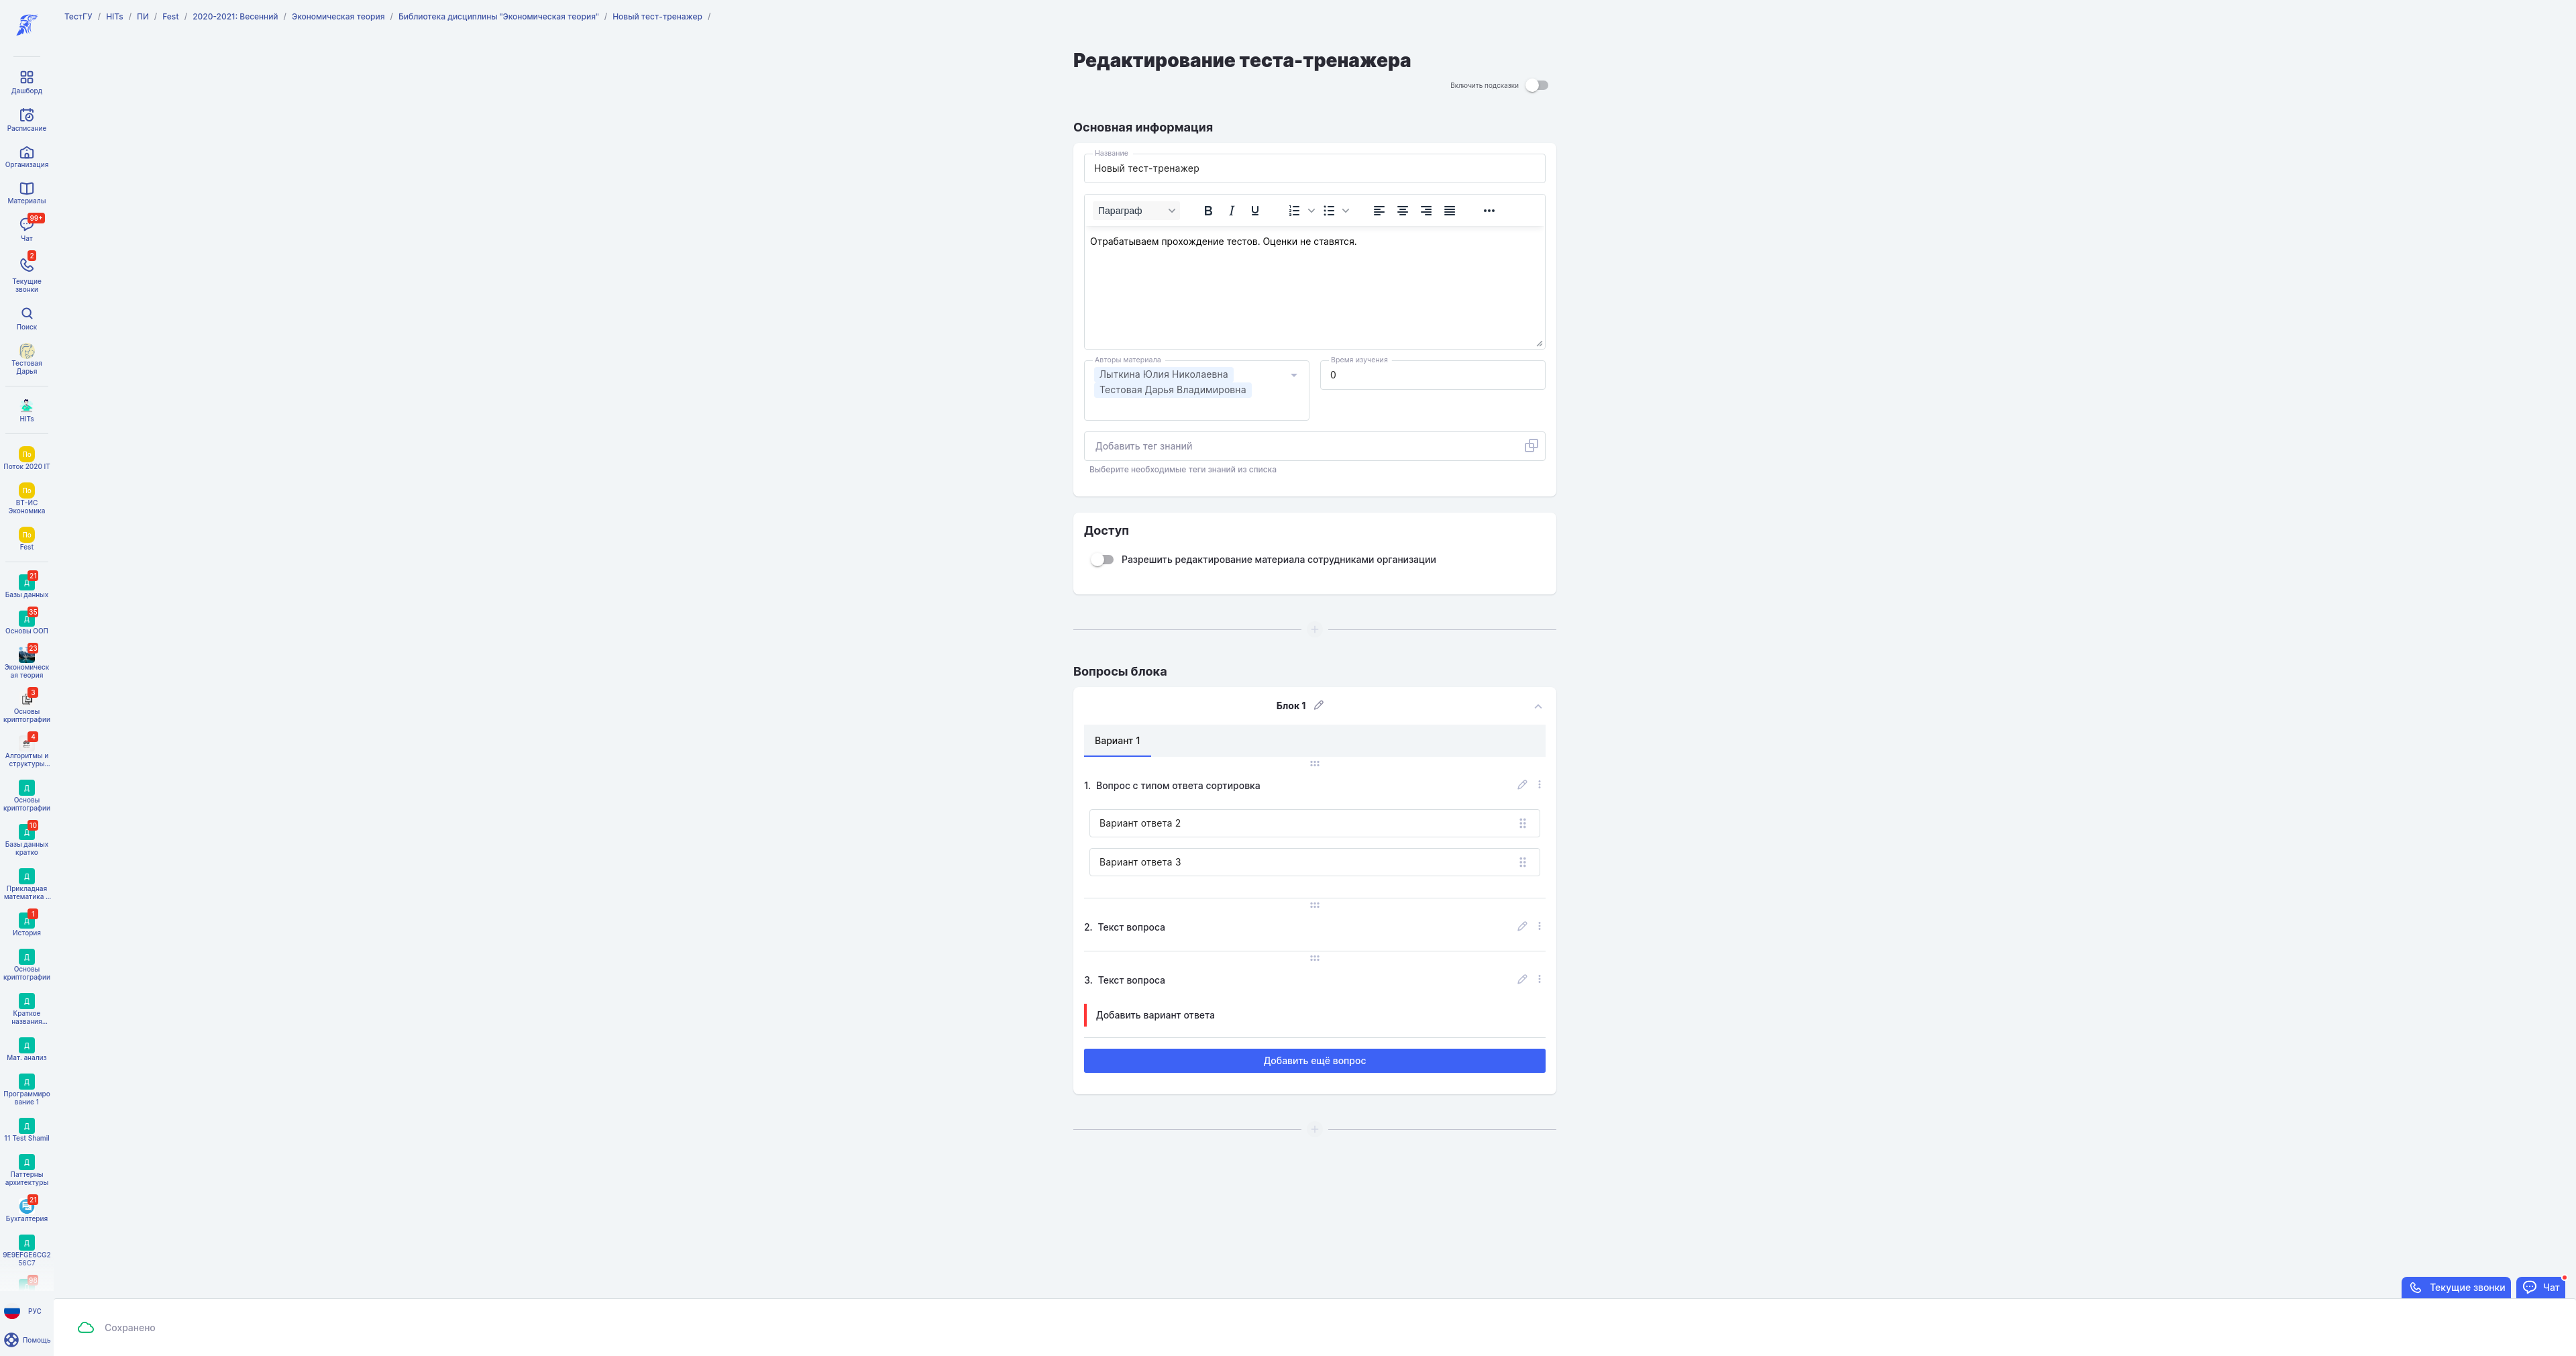 ТестГУ / HITs / ПИ / Fest / 2020-2021: Весенний / Экономическая теория / Библиотека дисциплины "Экономическая теория" / Новый тест-тренажер /
Дашборд
Расписание
Организация
Материалы
99+
Чат
2
Текущие
звонки
Поиск
Тестовая
Дарья
HITs
По
Поток 2020 IT
По
ВТ-ИС
Экономика
По
Fest
21
Д
Базы данных
35
Д
Основы ООП
23
Экономическ
ая теория
3
Основы
криптографии
4
Алгоритмы и
структуры...
Д
Основы
криптографии
10
Д
Базы данных
кратко
Д
Прикладная
математика ...
1
Д
История
Д
Основы
криптографии
Д
Краткое
названия...
Д
Мат. анализ
Д
Программиро
вание 1
Д
11 Test Shamil
Д
Паттерны
архитектуры
21
Бухгалтерия
Д
9E9EFGE6CG2
56C7
РУС
Помощь
Редактирование теста-тренажера
Включить подсказки
Основная информация
Название
Новый тест-тренажер
Параграф
Отрабатываем прохождение тестов. Оценки не ставятся.
Авторы материала
Лыткина Юлия Николаевна
Тестовая Дарья Владимировна
Время изучения
0
Добавить тег знаний
Выберите необходимые теги знаний из списка
Доступ
Разрешить редактирование материала сотрудниками организации
Вопросы блока
Блок 1
Вариант 1
1. Вопрос с типом ответа сортировка
Вариант ответа 2
Вариант ответа 3
2. Текст вопроса
3. Текст вопроса
Добавить вариант ответа
Добавить ещё вопрос
Текущие звонки
Чат
Сохранено